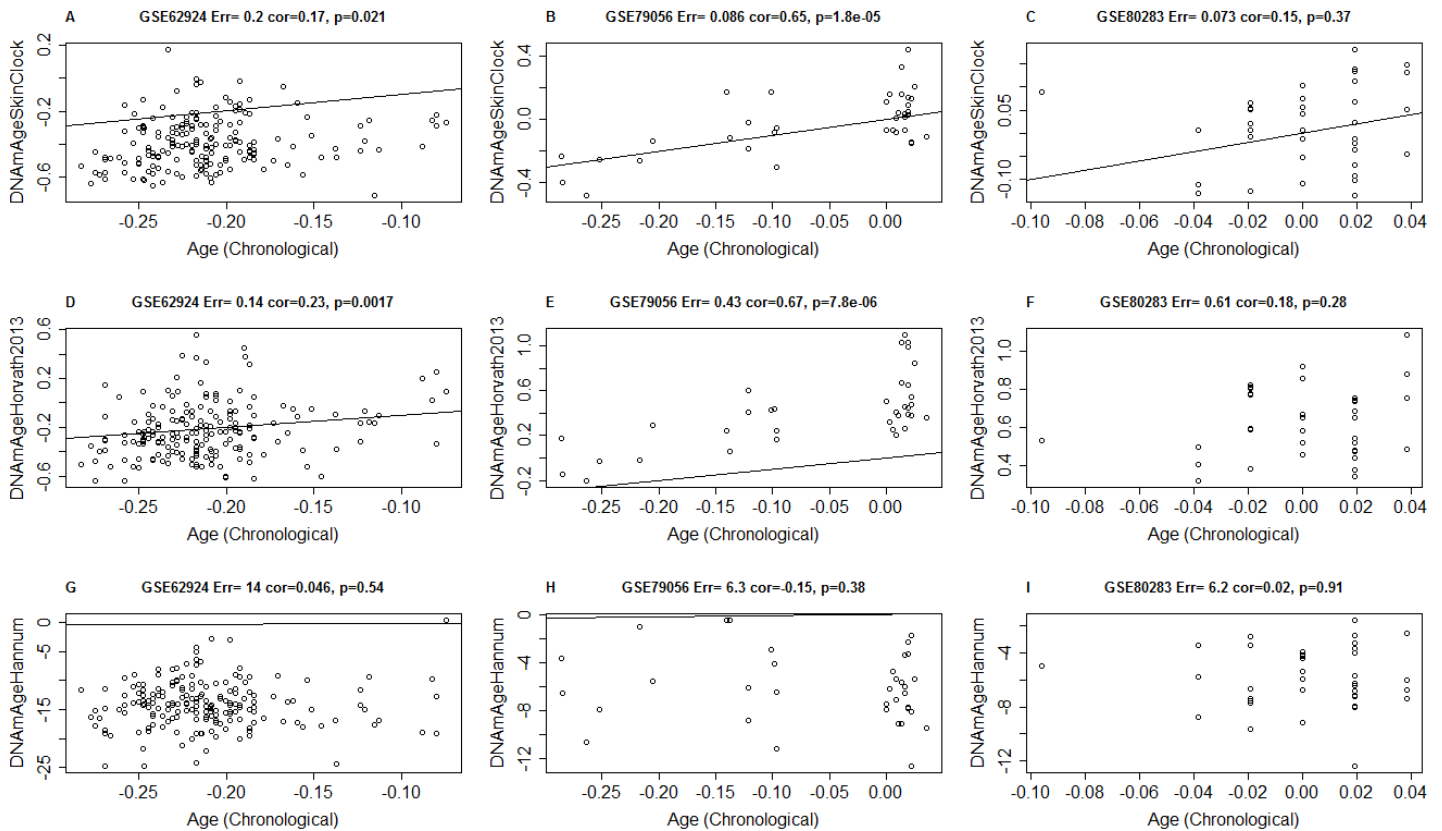 A GSE62924 Err= 0.2 cor=0.17, p=0.021
DNAmAgeSkinClock
0.2
-0.2
-0.6
-0.25 -0.20 -0.15 -0.10
Age (Chronological)
B GSE79056 Err= 0.086 cor=0.65, p=1.8e-05
DNAmAgeSkinClock
0.4
0.0
-0.4
-0.25 -0.20 -0.15 -0.10 -0.05 0.00
Age (Chronological)
C GSE80283 Err= 0.073 cor=0.15, p=0.37
DNAmAgeSkinClock
0.05
-0.10
-0.10 -0.08 -0.06 -0.04 -0.02 0.00 0.02 0.04
Age (Chronological)
D GSE62924 Err= 0.14 cor=0.23, p=0.0017
DNAmAgeHorvath2013
0.6
0.2
-0.2
-0.6
-0.25 -0.20 -0.15 -0.10
Age (Chronological)
E GSE79056 Err= 0.43 cor=0.67, p=7.8e-06
DNAmAgeHorvath2013
1.0
0.6
0.2
-0.2
-0.25 -0.20 -0.15 -0.10 -0.05 0.00
Age (Chronological)
F GSE80283 Err= 0.61 cor=0.18, p=0.28
DNAmAgeHorvath2013
1.0
0.8
0.6
0.4
-0.10 -0.08 -0.06 -0.04 -0.02 0.00 0.02 0.04
Age (Chronological)
G GSE62924 Err= 14 cor=0.046, p=0.54
DNAmAgeHannum
0
-5
-15
-25
-0.25 -0.20 -0.15 -0.10
Age (Chronological)
H GSE79056 Err= 6.3 cor=-0.15, p=0.38
DNAmAgeHannum
0
-4
-8
-12
-0.25 -0.20 -0.15 -0.10 -0.05 0.00
Age (Chronological)
I GSE80283 Err= 6.2 cor=0.02, p=0.91
DNAmAgeHannum
-4
-8
-12
-0.10 -0.08 -0.06 -0.04 -0.02 0.00 0.02 0.04
Age (Chronological)